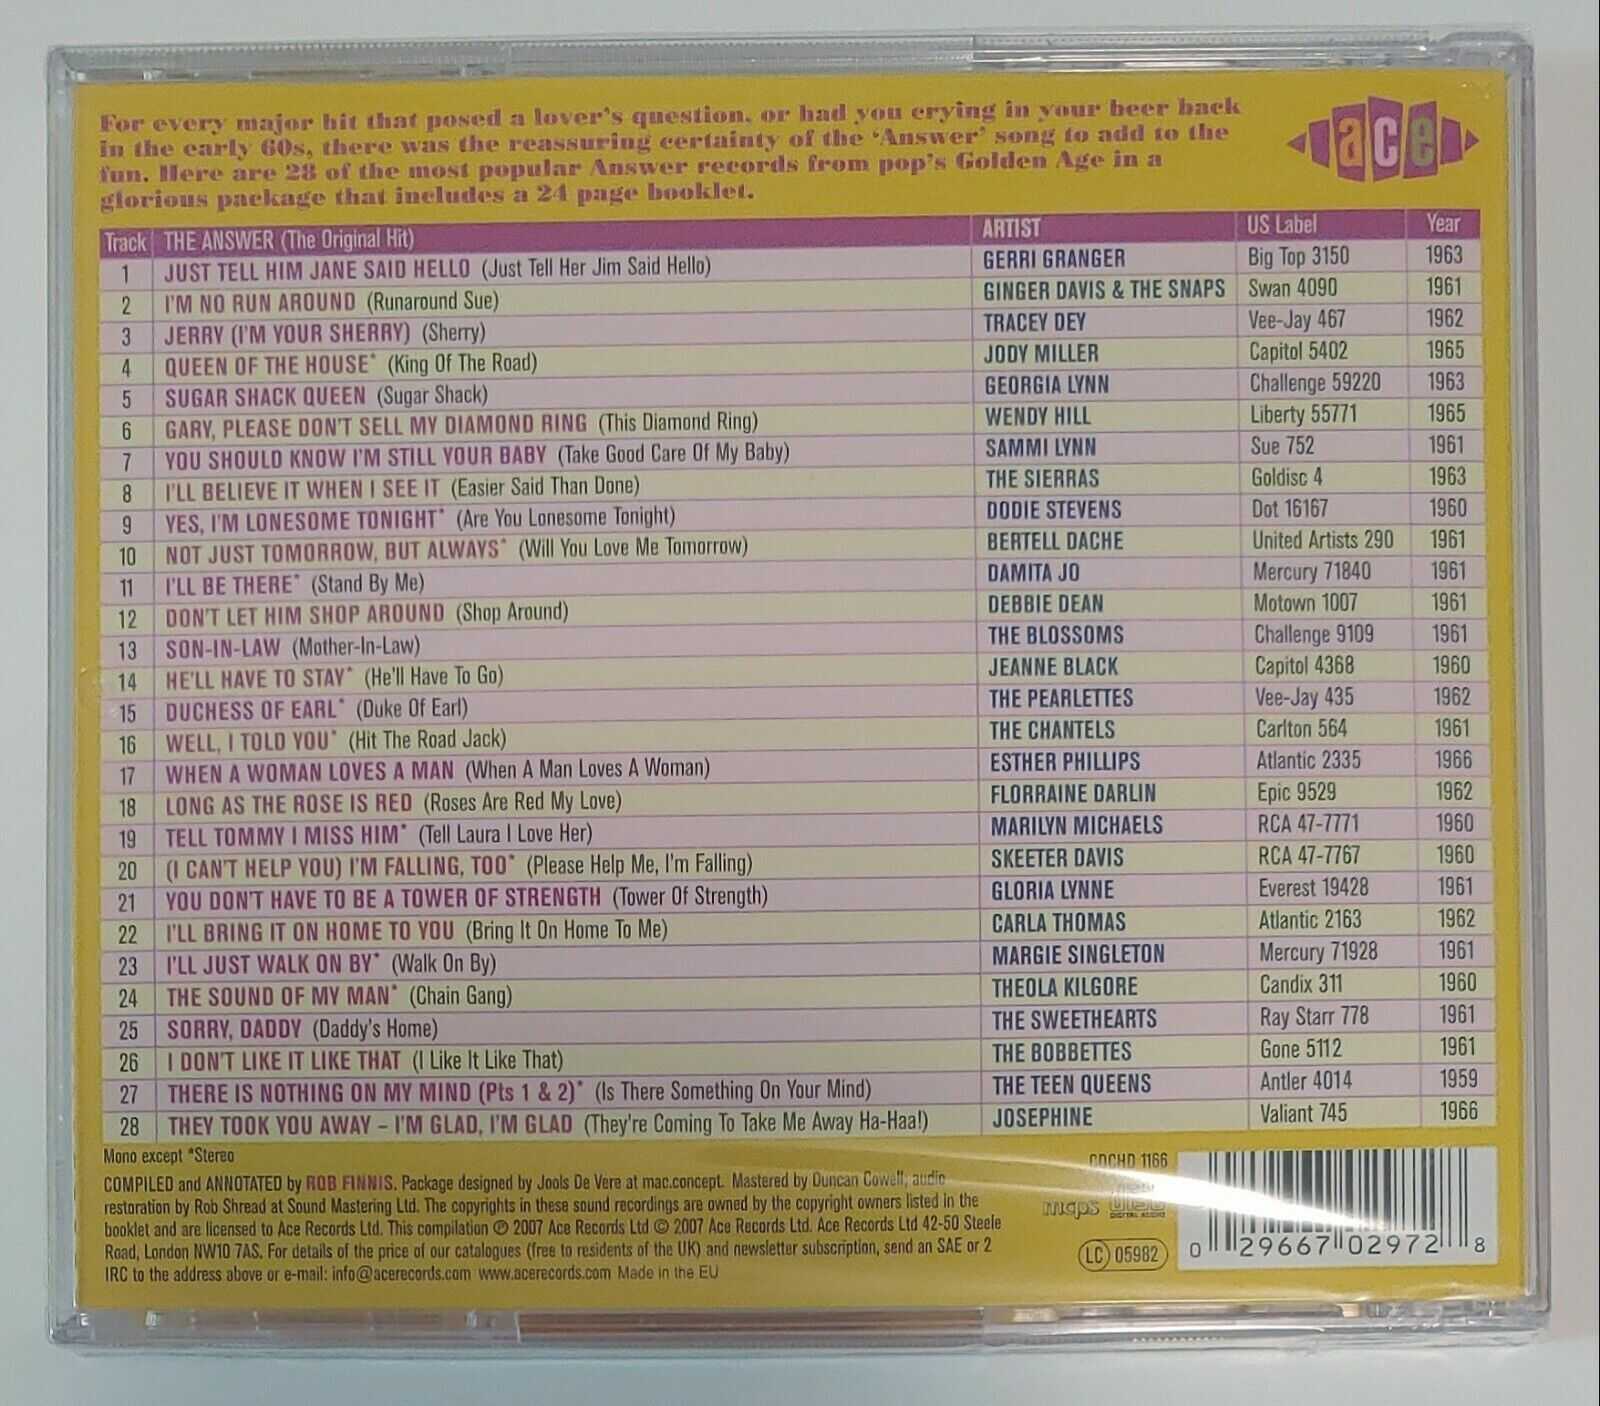 For every major hit that posed a lover's question, or had you crying in your beer back
in the early 60s, there was the reassuring certainty of the 'Answer' song to add to the
fun. Here are 28 of the most popular Answer records from pop's Golden Age in a
glorious package that includes a 24 page booklet.
ace
Track THE ANSWER (The Original Hit) ARTIST US Label Year
1 JUST TELL HIM JANE SAID HELLO (Just Tell Her Jim Said Hello) GERRI GRANGER Big Top 3150 1963
2 I'M NO RUN AROUND (Runaround Sue) GINGER DAVIS & THE SNAPS Swan 4090 1961
3 JERRY (I'M YOUR SHERRY) (Sherry) TRACEY DEY Vee-Jay 467 1962
4 QUEEN OF THE HOUSE* (King Of The Road) JODY MILLER Capitol 5402 1965
5 SUGAR SHACK QUEEN (Sugar Shack) GEORGIA LYNN Challenge 59220 1963
6 GARY, PLEASE DON'T SELL MY DIAMOND RING (This Diamond Ring) WENDY HILL Liberty 55771 1965
7 YOU SHOULD KNOW I'M STILL YOUR BABY (Take Good Care Of My Baby) SAMMI LYNN Sue 752 1961
8 I'LL BELIEVE IT WHEN I SEE IT (Easier Said Than Done) THE SIERRAS Goldisc 4 1963
9 YES, I'M LONESOME TONIGHT* (Are You Lonesome Tonight) DODIE STEVENS Dot 16167 1960
10 NOT JUST TOMORROW, BUT ALWAYS* (Will You Love Me Tomorrow) BERTELL DACHE United Artists 290 1961
11 I'LL BE THERE* (Stand By Me) DAMITA JO Mercury 71840 1961
12 DON'T LET HIM SHOP AROUND (Shop Around) DEBBIE DEAN Motown 1007 1961
13 SON-IN-LAW (Mother-In-Law) THE BLOSSOMS Challenge 9109 1961
14 HE'LL HAVE TO STAY* (He'll Have To Go) JEANNE BLACK Capitol 4368 1960
15 DUCHESS OF EARL* (Duke Of Earl) THE PEARLETTES Vee-Jay 435 1962
16 WELL, I TOLD YOU* (Hit The Road Jack) THE CHANTELS Carlton 564 1961
17 WHEN A WOMAN LOVES A MAN (When A Man Loves A Woman) ESTHER PHILLIPS Atlantic 2335 1966
18 LONG AS THE ROSE IS RED (Roses Are Red My Love) FLORRAINE DARLIN Epic 9529 1962
19 TELL TOMMY I MISS HIM* (Tell Laura I Love Her) MARILYN MICHAELS RCA 47-7771 1960
20 (I CAN'T HELP YOU) I'M FALLING, TOO* (Please Help Me, I'm Falling) SKEETER DAVIS RCA 47-7767 1960
21 YOU DON'T HAVE TO BE A TOWER OF STRENGTH (Tower Of Strength) GLORIA LYNNE Everest 19428 1961
22 I'LL BRING IT ON HOME TO YOU (Bring It On Home To Me) CARLA THOMAS Atlantic 2163 1962
23 I'LL JUST WALK ON BY* (Walk On By) MARGIE SINGLETON Mercury 71928 1961
24 THE SOUND OF MY MAN* (Chain Gang) THEOLA KILGORE Candix 311 1960
25 SORRY, DADDY (Daddy's Home) THE SWEETHEARTS Ray Starr 778 1961
26 I DON'T LIKE IT LIKE THAT (I Like It Like That) THE BOBBETTES Gone 5112 1961
27 THERE IS NOTHING ON MY MIND (Pts 1 & 2)* (Is There Something On Your Mind) THE TEEN QUEENS Antler 4014 1959
28 THEY TOOK YOU AWAY – I'M GLAD, I'M GLAD (They're Coming To Take Me Away Ha-Haa!) JOSEPHINE Valiant 745 1966
Mono except *Stereo
COMPILED and ANNOTATED by ROB FINNIS. Package designed by Jools De Vere at mac.concept. Mastered by Duncan Cowell; audio
restoration by Rob Shread at Sound Mastering Ltd. The copyrights in these sound recordings are owned by the copyright owners listed in the
booklet and are licensed to Ace Records Ltd. This compilation ℗ 2007 Ace Records Ltd © 2007 Ace Records Ltd. Ace Records Ltd 42-50 Steele
Road, London NW10 7AS. For details of the price of our catalogues (free to residents of the UK) and newsletter subscription, send an SAE or 2
IRC to the address above or e-mail: info@acerecords.com www.acerecords.com Made in the EU
CDCHD 1166
mcps
DIGITAL AUDIO
LC 05982
0 29667 02972 8